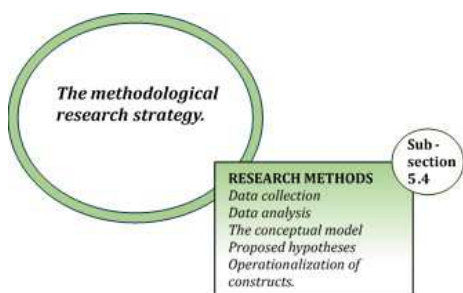 The methodological
research strategy.
Sub-
section
5.4
RESEARCH METHODS
Data collection
Data analysis
The conceptual model
Proposed hypotheses
Operationalization of
constructs.